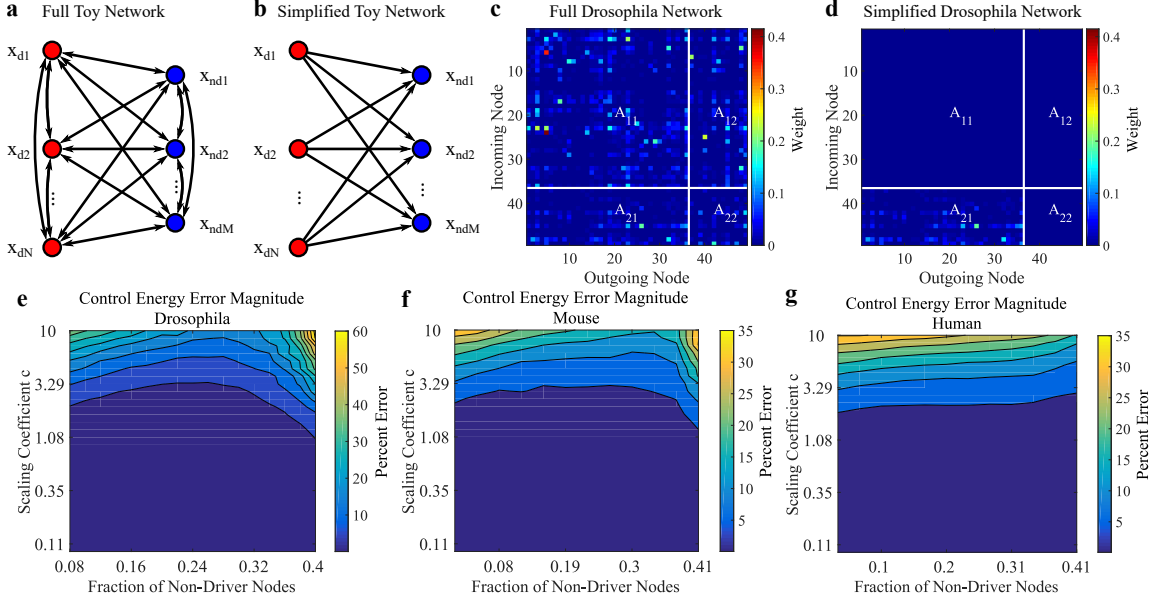 a Full Toy Network
x_d1
x_d2
...
x_dN
x_nd1
x_nd2
...
x_ndM
b Simplified Toy Network
x_d1
x_d2
...
x_dN
x_nd1
x_nd2
...
x_ndM
c Full Drosophila Network
Incoming Node
10
20
30
40
A_11
A_12
A_21
A_22
10 20 30 40
Outgoing Node
0.4
0.3
0.2
0.1
0
Weight
d Simplified Drosophila Network
Incoming Node
10
20
30
40
A_11
A_12
A_21
A_22
10 20 30 40
Outgoing Node
0.4
0.3
0.2
0.1
0
Weight
e Control Energy Error Magnitude
Drosophila
Scaling Coefficient c
10
3.29
1.08
0.35
0.11
0.08 0.16 0.24 0.32 0.4
Fraction of Non-Driver Nodes
60
50
40
30
20
10
Percent Error
f Control Energy Error Magnitude
Mouse
Scaling Coefficient c
10
3.29
1.08
0.35
0.11
0.08 0.19 0.3 0.41
Fraction of Non-Driver Nodes
35
30
25
20
15
10
5
Percent Error
g Control Energy Error Magnitude
Human
Scaling Coefficient c
10
3.29
1.08
0.35
0.11
0.1 0.2 0.31 0.41
Fraction of Non-Driver Nodes
35
30
25
20
15
10
5
Percent Error